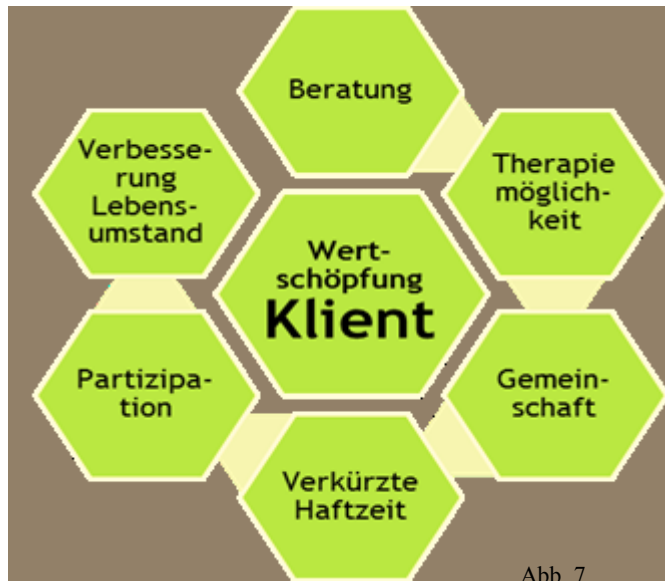 Beratung
Therapie
möglich-
keit
Gemein-
schaft
Verkürzte
Haftzeit
Partizipa-
tion
Verbesse-
rung
Lebens-
umstand
Wert-
schöpfung
Klient
Abb. 7